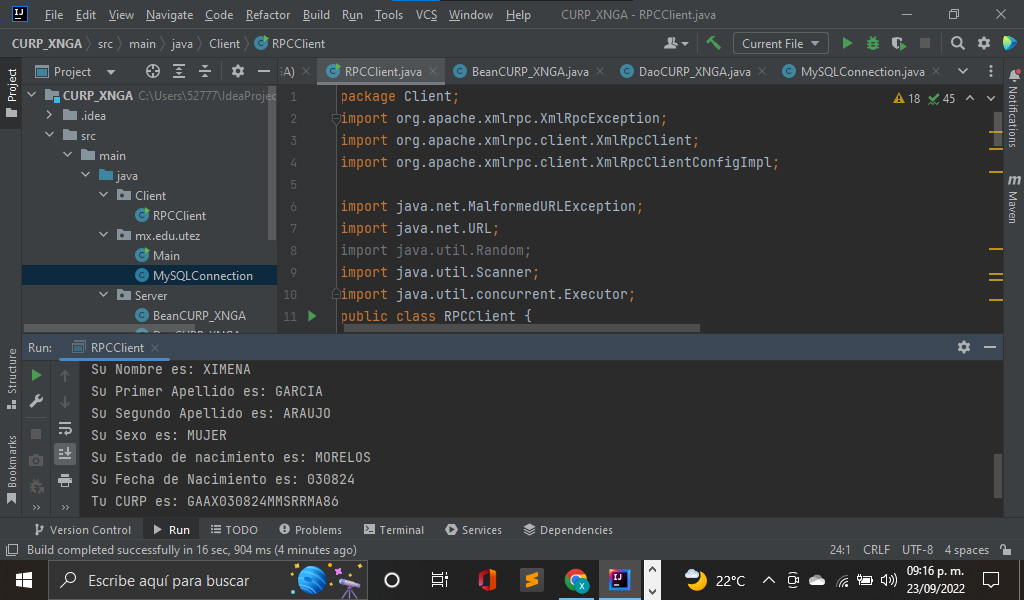 File Edit View Navigate Code Refactor Build Run Tools VCS Window Help CURP_XNGA - RPCClient.java
CURP_XNGA src main java Client RPCClient Current File
Project A) RPCClient.java BeanCURP_XNGA.java DaoCURP_XNGA.java MySQLConnection.java
Project
Structure
Bookmarks
Notifications
m Maven
CURP_XNGA C:\Users\52777\IdeaProjec
.idea
src
main
java
Client
RPCClient
mx.edu.utez
Main
MySQLConnection
Server
BeanCURP_XNGA
18 45
1 package Client;
2 import org.apache.xmlrpc.XmlRpcException;
3 import org.apache.xmlrpc.client.XmlRpcClient;
4 import org.apache.xmlrpc.client.XmlRpcClientConfigImpl;
5
6 import java.net.MalformedURLException;
7 import java.net.URL;
8 import java.util.Random;
9 import java.util.Scanner;
10 import java.util.concurrent.Executor;
11 public class RPCClient {
Run: RPCClient
Su Nombre es: XIMENA
Su Primer Apellido es: GARCIA
Su Segundo Apellido es: ARAUJO
Su Sexo es: MUJER
Su Estado de nacimiento es: MORELOS
Su Fecha de Nacimiento es: 030824
Tu CURP es: GAAX030824MMSRRMA86
Version Control Run TODO Problems Terminal Services Dependencies
Build completed successfully in 16 sec, 904 ms (4 minutes ago) 24:1 CRLF UTF-8 4 spaces
Escribe aquí para buscar 22°C 09:16 p. m.
23/09/2022